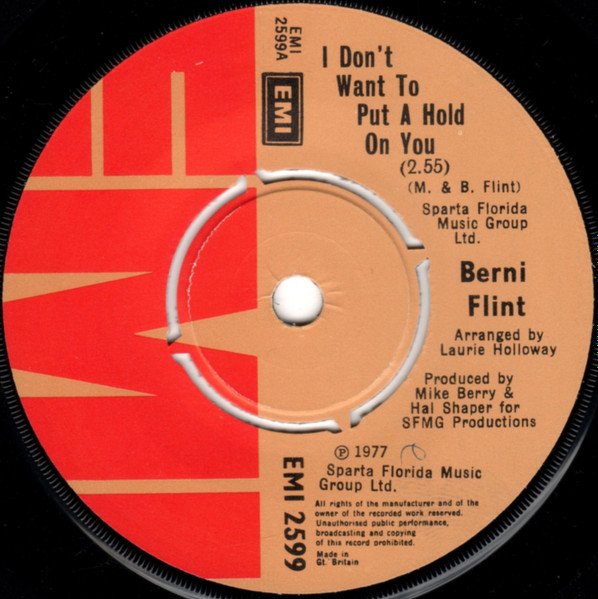 EMI
2599A
EMI
I Don't
Want To
Put A Hold
On You
(2.55)
(M. & B. Flint)
Sparta Florida
Music Group
Ltd.
Berni
Flint
Arranged by
Laurie Holloway
Produced by
Mike Berry &
Hal Shaper for
SFMG Productions
℗ 1977
Sparta Florida Music
Group Ltd.
EMI 2599
All rights of the manufacturer and of the
owner of the recorded work reserved.
Unauthorised public performance,
broadcasting and copying
of this record prohibited.
Made in
Gt. Britain
EMI